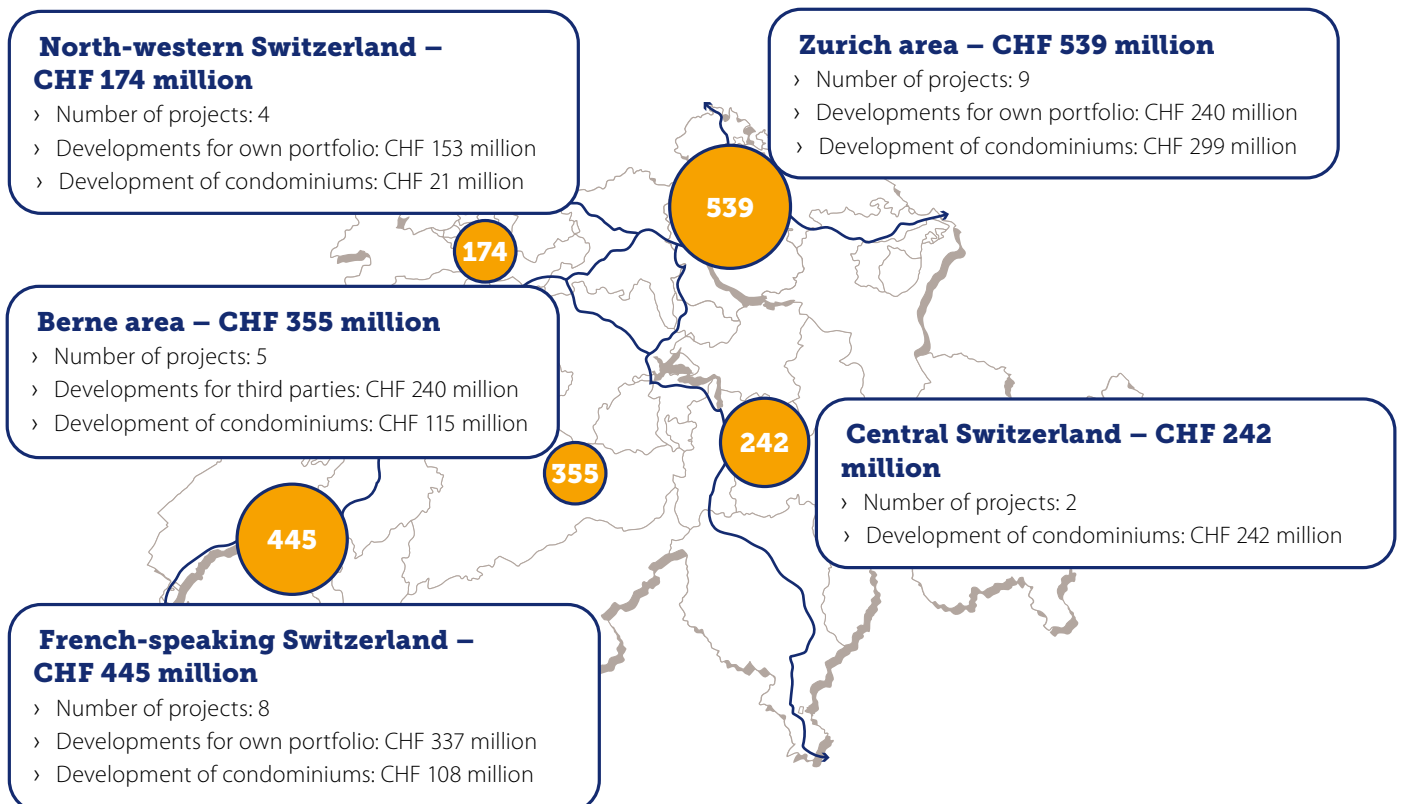 North-western Switzerland –
CHF 174 million
› Number of projects: 4
› Developments for own portfolio: CHF 153 million
› Development of condominiums: CHF 21 million
Zurich area – CHF 539 million
› Number of projects: 9
› Developments for own portfolio: CHF 240 million
› Development of condominiums: CHF 299 million
539
174
Berne area – CHF 355 million
› Number of projects: 5
› Developments for third parties: CHF 240 million
› Development of condominiums: CHF 115 million
242
355
Central Switzerland – CHF 242
million
› Number of projects: 2
› Development of condominiums: CHF 242 million
445
French-speaking Switzerland –
CHF 445 million
› Number of projects: 8
› Developments for own portfolio: CHF 337 million
› Development of condominiums: CHF 108 million